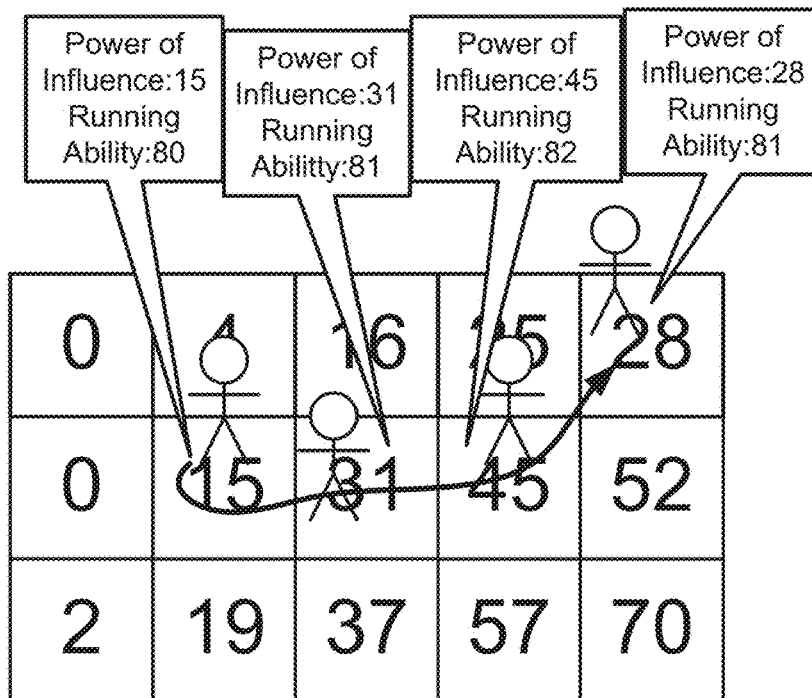 Power of
Influence:15
Running
Ability:80
Power of
Influence:31
Running
Abilitty:81
Power of
Influence:45
Running
Ability:82
Power of
Influence:28
Running
Ability:81
0 4 16 25 28
0 15 31 45 52
2 19 37 57 70